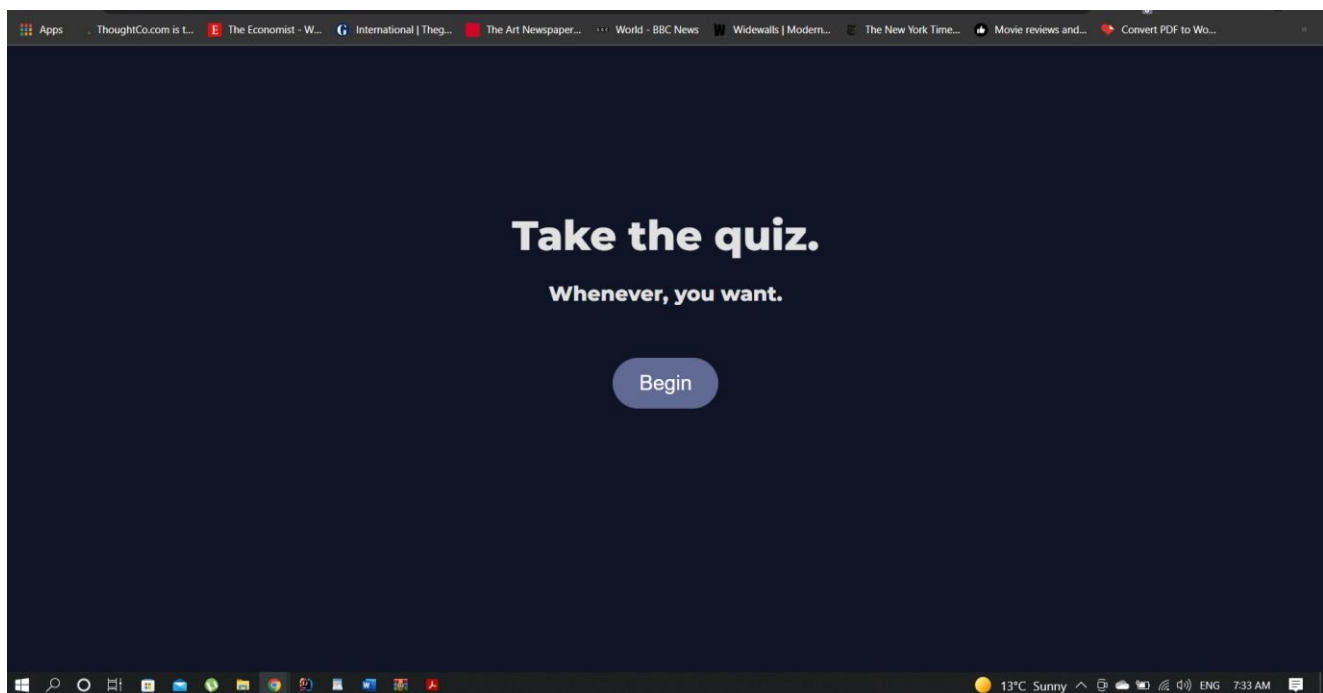 Apps ThoughtCo.com is t... The Economist - W... International | Theg... The Art Newspaper... World - BBC News Widewalls | Modern... The New York Time... Movie reviews and... Convert PDF to Wo...
Take the quiz.
Whenever, you want.
Begin
13°C Sunny ENG 7:33 AM